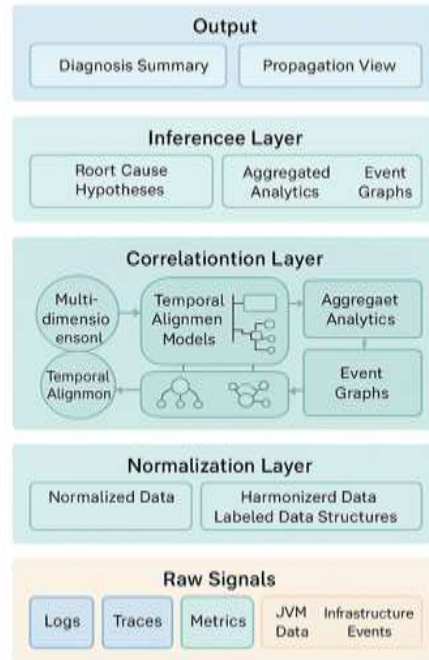 Output
Diagnosis Summary
Propagation View
Inferencee Layer
Roort Cause
Hypotheses
Aggregated
Analytics
Event
Graphs
Correlationtion Layer
Multi-
dimensio
ensonl
Temporal
Alignmen
Models
Aggregaet
Analytics
Temporal
Alignmon
Event
Graphs
Normalization Layer
Normalized Data
Harmonizerd Data
Labeled Data Structures
Raw Signals
Logs
Traces
Metrics
JVM
Data
Infrastructure
Events